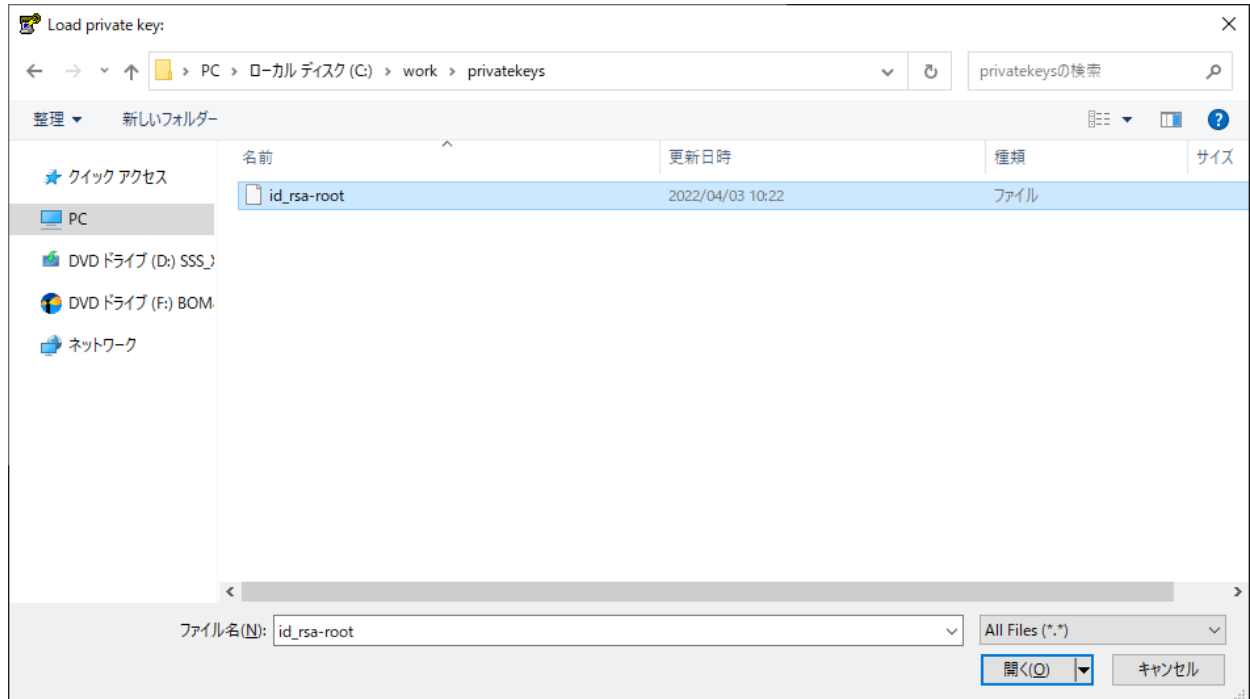 Load private key:
PC › ローカル ディスク (C:) › work › privatekeys
privatekeysの検索
整理 新しいフォルダー
名前 更新日時 種類 サイズ
クイック アクセス
id_rsa-root 2022/04/03 10:22 ファイル
PC
DVD ドライブ (D:) SSS_X
DVD ドライブ (F:) BOM
ネットワーク
ファイル名(N): id_rsa-root All Files (*.*)
開く(O) キャンセル